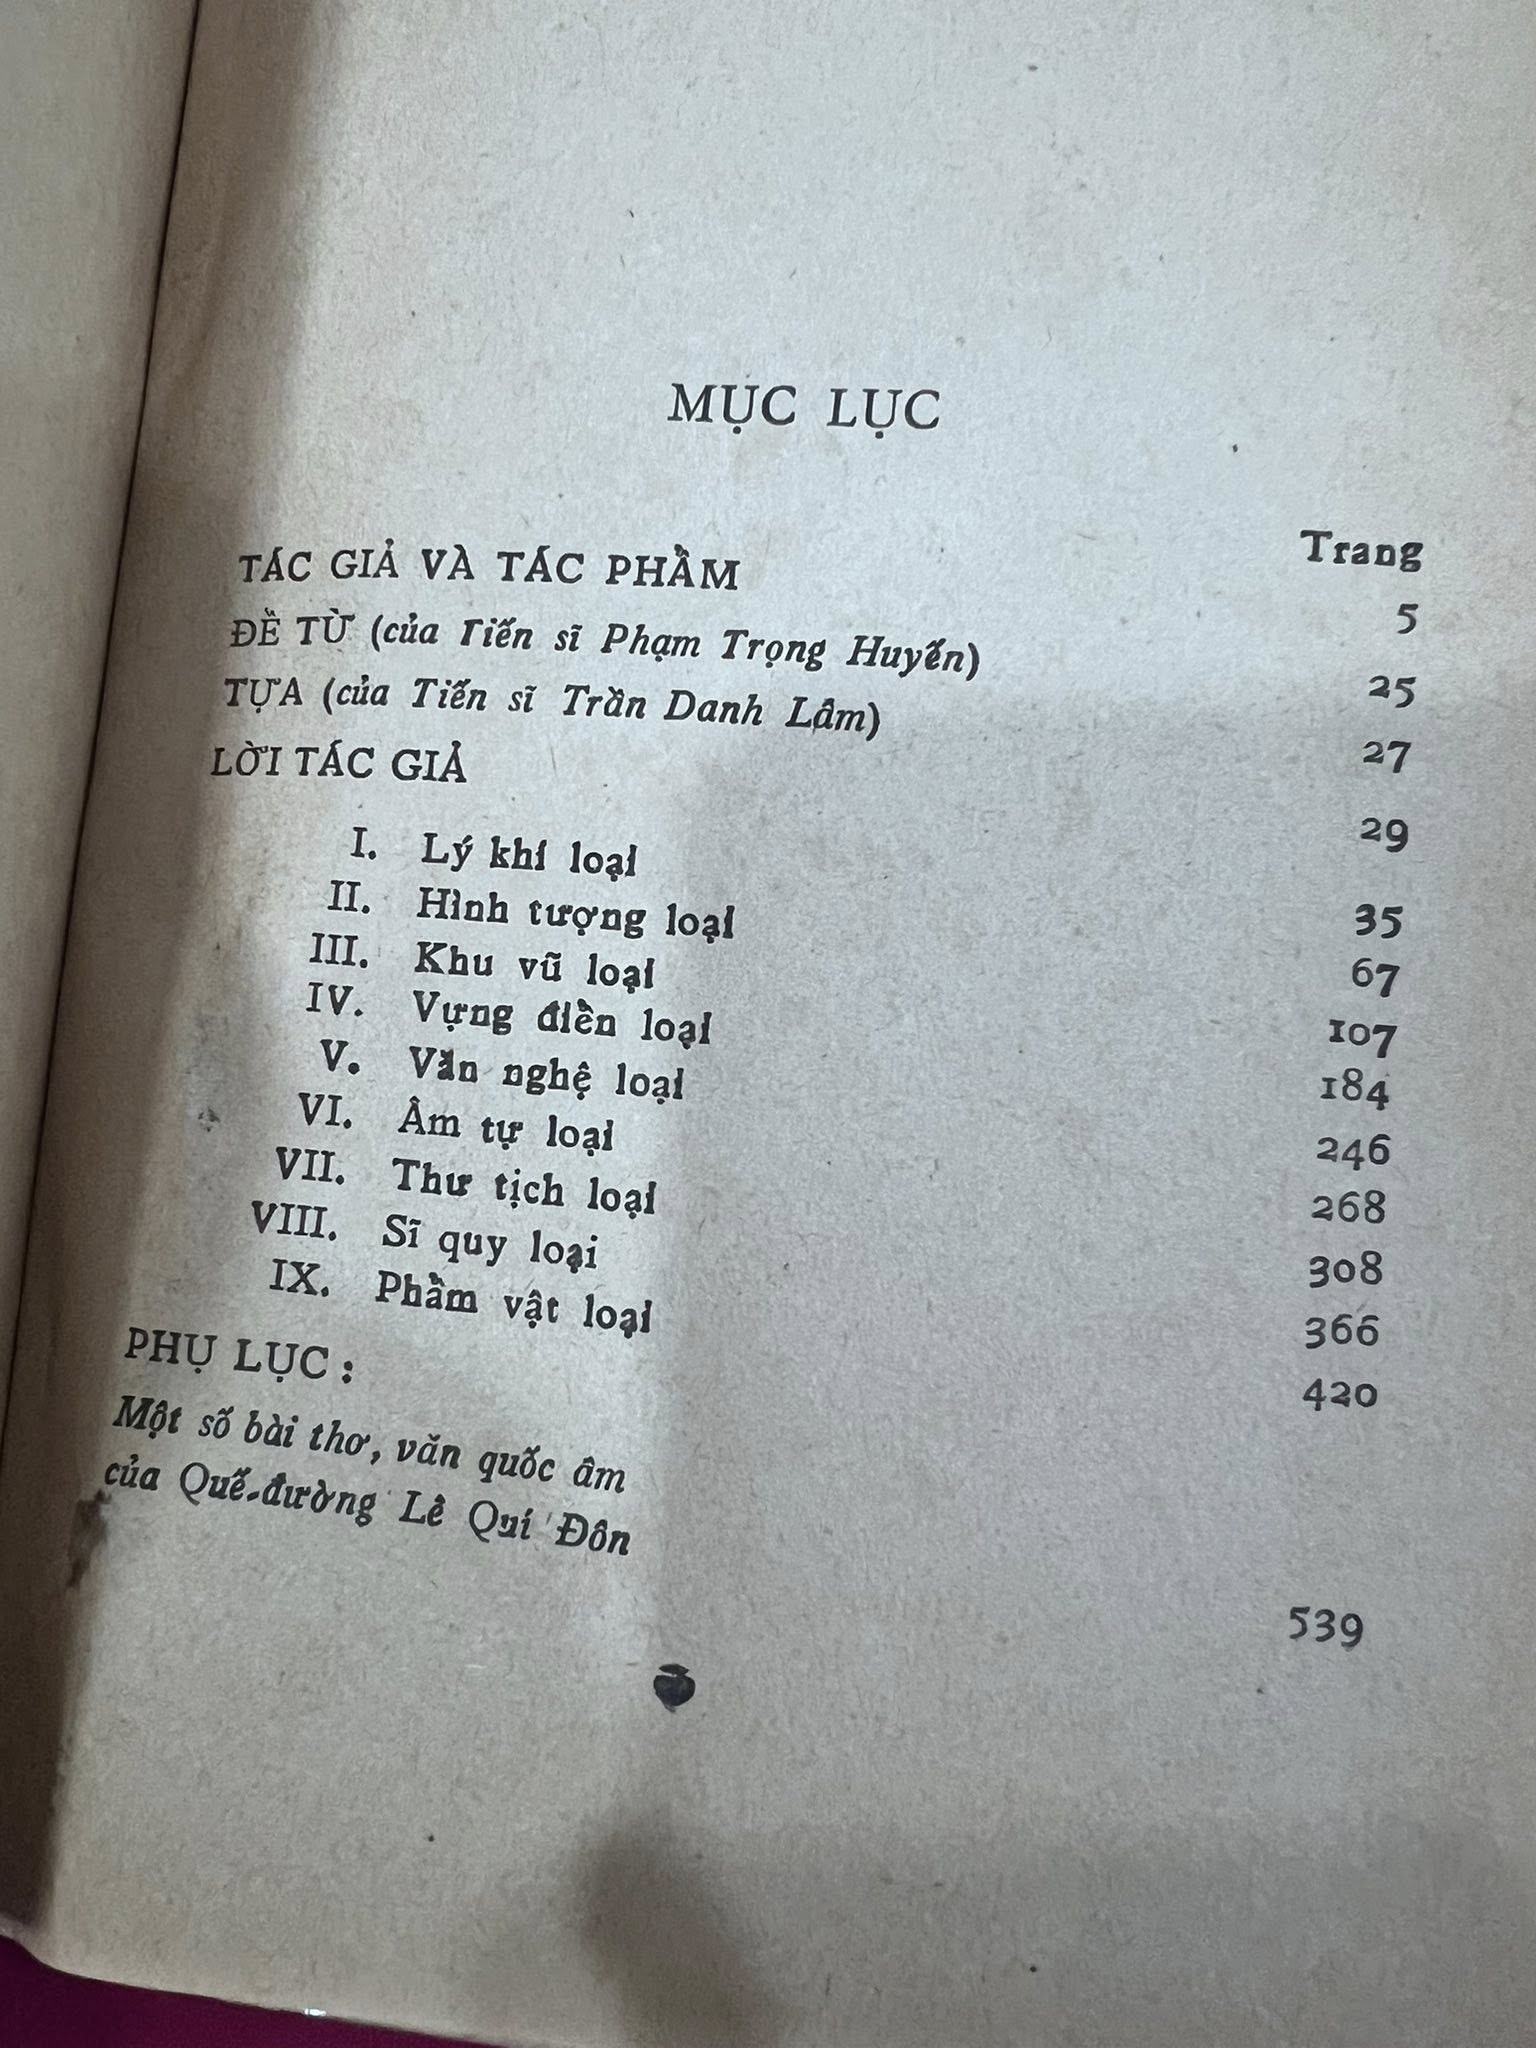 MỤC LỤC
Trang
TÁC GIẢ VÀ TÁC PHẨM 5
ĐỀ TỪ (của Tiến sĩ Phạm Trọng Huyến) 25
TỰA (của Tiến sĩ Trần Danh Lâm) 27
LỜI TÁC GIẢ 29
I. Lý khí loại 35
II. Hình tượng loại 67
III. Khu vũ loại 107
IV. Vựng điển loại 184
V. Văn nghệ loại 246
VI. Âm tự loại 268
VII. Thư tịch loại 308
VIII. Sĩ quy loại 366
IX. Phẩm vật loại 420
PHỤ LỤC :
Một số bài thơ, văn quốc âm
của Quế-đường Lê Quí Đôn 539